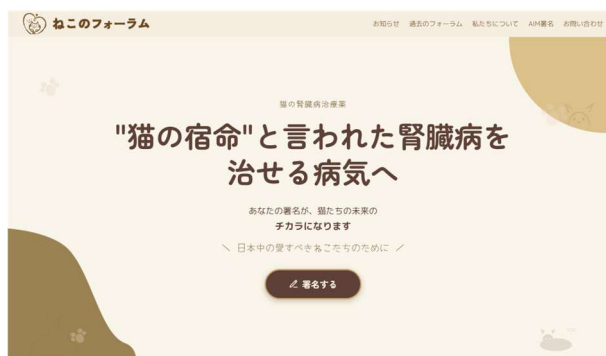 ねこのフォーラム
お知らせ 過去のフォーラム 私たちについて AIM署名 お問い合わせ
猫の腎臓病治療薬
"猫の宿命"と言われた腎臓病を
治せる病気へ
あなたの署名が、猫たちの未来の
チカラになります
＼ 日本中の愛すべきねこたちのために ／
署名する